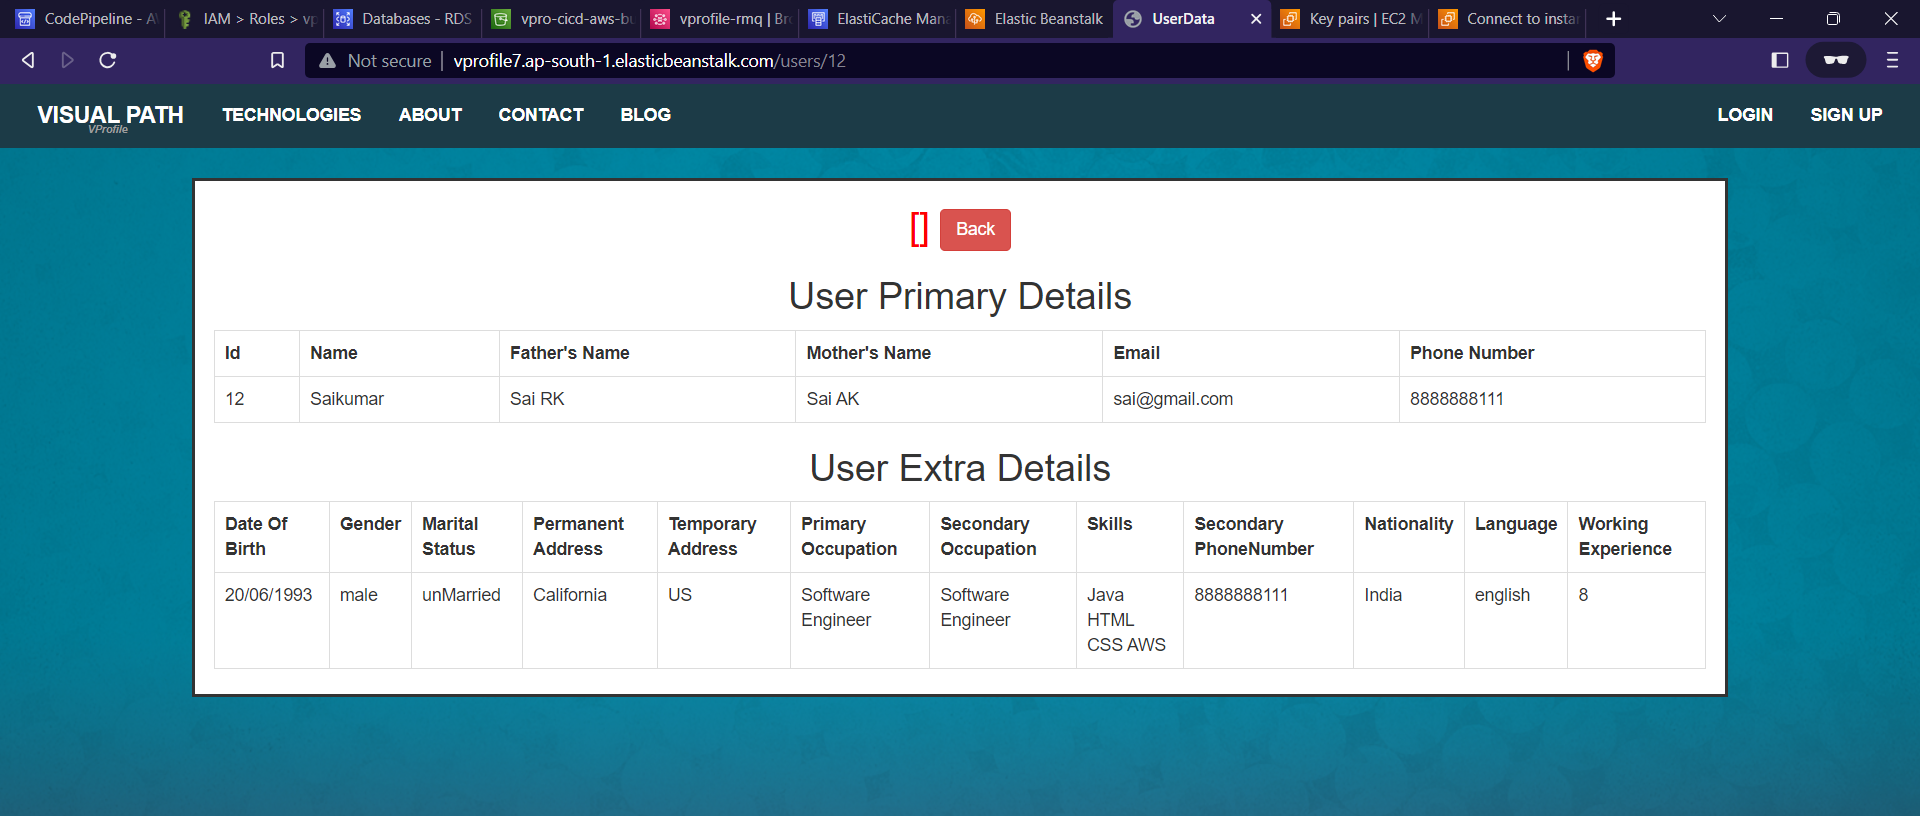 CodePipeline - A
IAM > Roles > vp
Databases - RDS
vpro-cicd-aws-bu
vprofile-rmq | Bro
ElastiCache Mana
Elastic Beanstalk
UserData
Key pairs | EC2 M
Connect to instan
Not secure
vprofile7.ap-south-1.elasticbeanstalk.com/users/12
VISUAL PATH
VProfile
TECHNOLOGIES
ABOUT
CONTACT
BLOG
LOGIN
SIGN UP
[] Back
User Primary Details
Id Name Father's Name Mother's Name Email Phone Number
12 Saikumar Sai RK Sai AK sai@gmail.com 8888888111
User Extra Details
Date Of Gender Marital Permanent Temporary Primary Secondary Skills Secondary Nationality Language Working
Birth Status Address Address Occupation Occupation PhoneNumber Experience
20/06/1993 male unMarried California US Software Software Java 8888888111 India english 8
Engineer Engineer HTML
CSS AWS